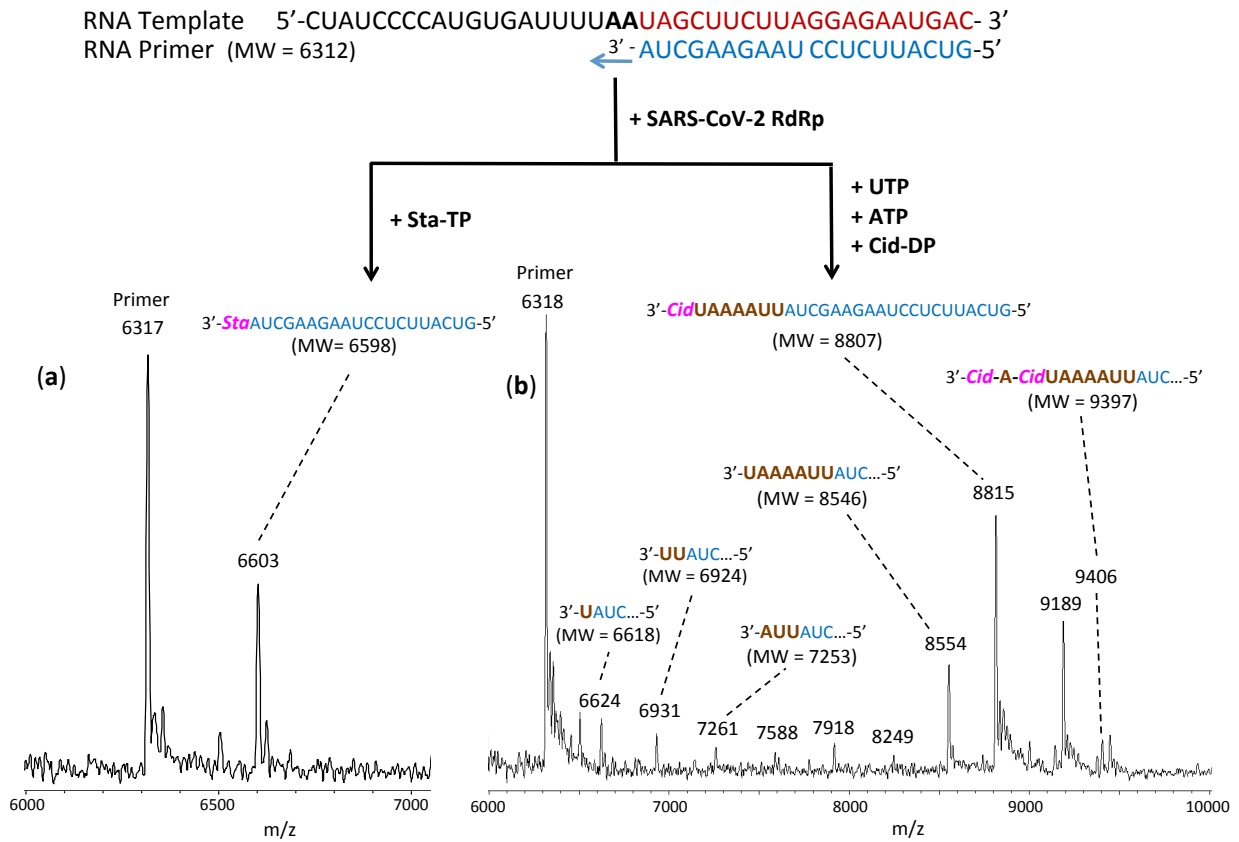 RNA Template 5’-CUAUCCCCAUGUGAUUUUAAUAGCUUCUUAGGAGAAUGAC- 3’
RNA Primer (MW = 6312) 3’ - AUCGAAGAAU CCUCUUACUG-5’
+ SARS-CoV-2 RdRp
+ Sta-TP
+ UTP
+ ATP
+ Cid-DP
Primer
6317
3’-StaAUCGAAGAAUCCUCUUACUG-5’
(MW= 6598)
(a)
6603
6000 6500 7000
m/z
Primer
6318
3’-CidUAAAAUUAUCGAAGAAUCCUCUUACUG-5’
(MW = 8807)
(b)
3’-Cid-A-CidUAAAAUUAUC...-5’
(MW = 9397)
3’-UAAAAUUAUC...-5’
(MW = 8546)
8815
3’-UUAUC...-5’
(MW = 6924)
9406
9189
3’-UAUC...-5’
(MW = 6618)
3’-AUUAUC...-5’
(MW = 7253)
8554
6624
6931
7261
7588
7918
8249
6000 7000 8000 9000 10000
m/z